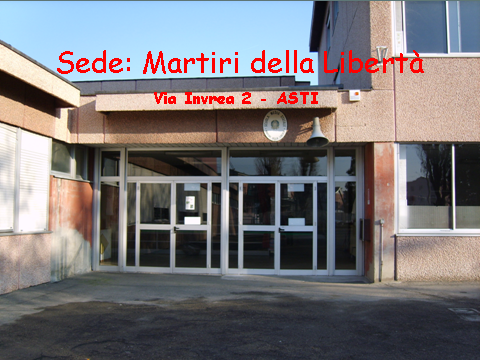 Sede: Martiri della Libertà
Via Invrea 2 - ASTI